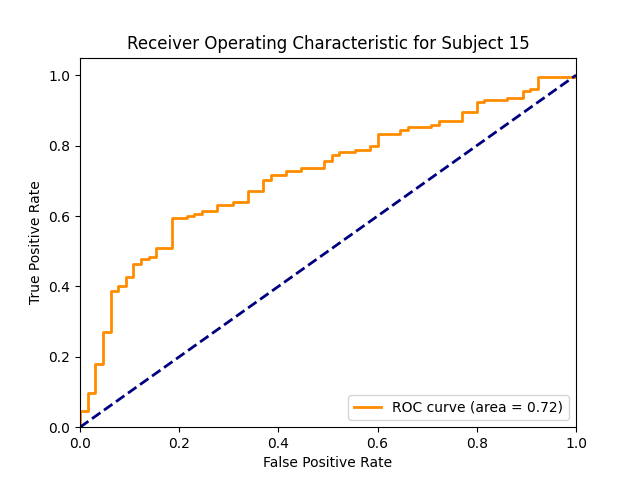 Receiver Operating Characteristic for Subject 15
True Positive Rate
1.0
0.8
0.6
0.4
0.2
0.0
0.0 0.2 0.4 0.6 0.8 1.0
False Positive Rate
ROC curve (area = 0.72)